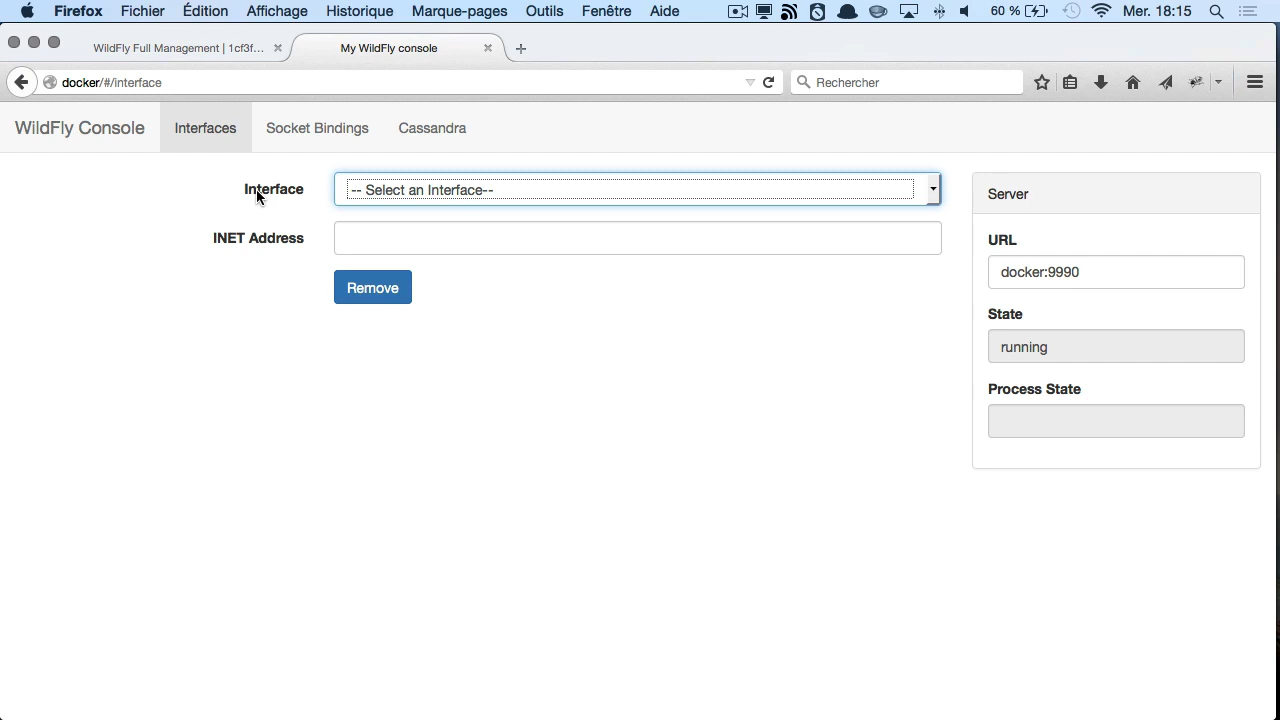 Firefox Fichier Édition Affichage Historique Marque-pages Outils Fenêtre Aide 60 % Mer. 18:15
WildFly Full Management | 1cf3f... My WildFly console
docker/#/interface Rechercher
WildFly Console Interfaces Socket Bindings Cassandra
Interface -- Select an Interface--
INET Address
Remove
Server
URL
docker:9990
State
running
Process State